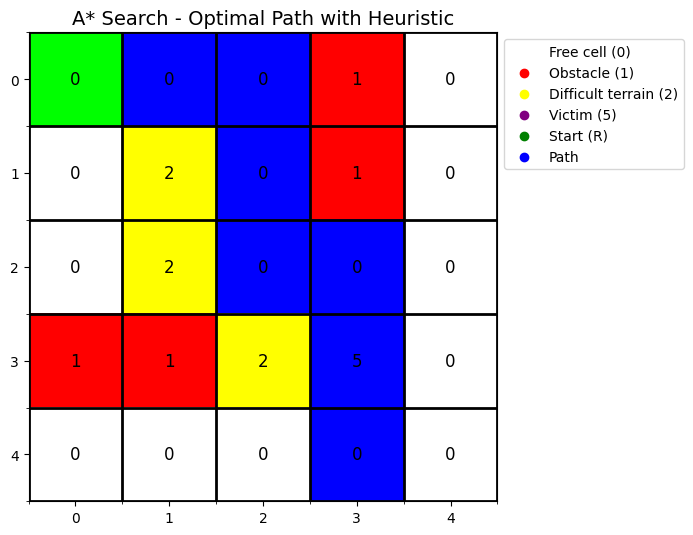 A* Search - Optimal Path with Heuristic
Free cell (0)
Obstacle (1)
Difficult terrain (2)
Victim (5)
Start (R)
Path
0 0 0 0 1 0
1 0 2 0 1 0
2 0 2 0 0 0
3 1 1 2 5 0
4 0 0 0 0 0
0 1 2 3 4